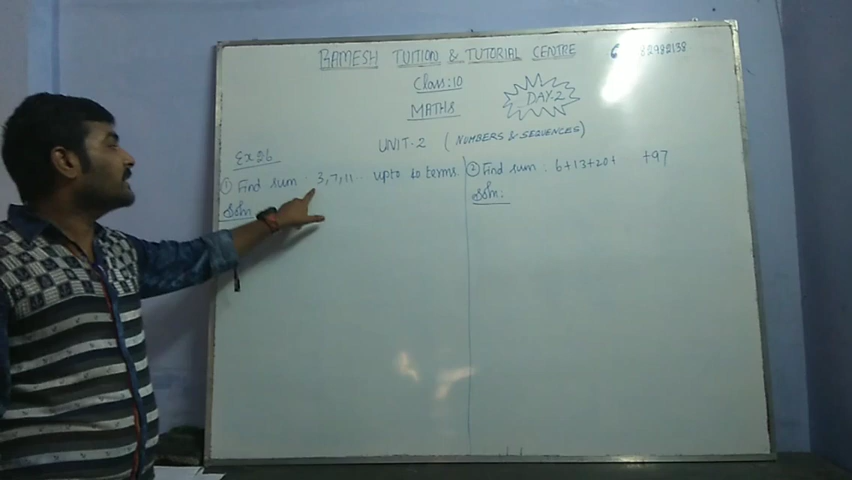 RAMESH TUITION & TUTORIAL CENTRE 82982138
Class:10
MATHS
DAY-2
UNIT-2 (NUMBERS & SEQUENCES)
Ex 2.6
① Find sum : 3,7,11... upto 40 terms.
Soln:
② Find sum : 6+13+20+ +97
Soln: